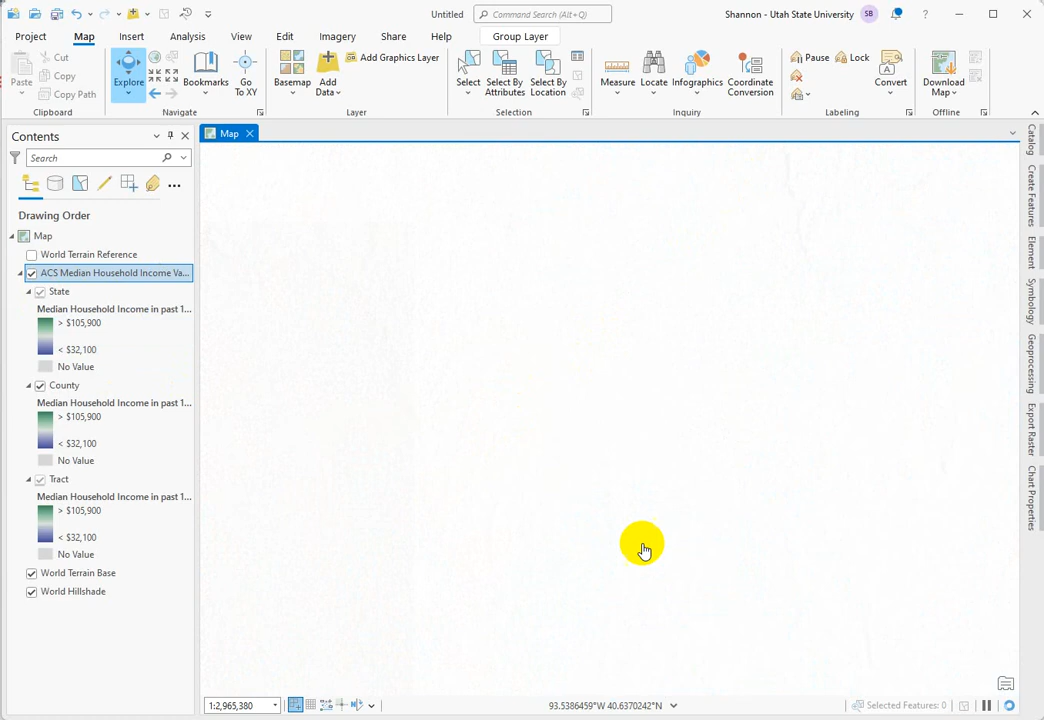 Untitled
Command Search (Alt+Q)
Shannon - Utah State University
SB
?
Project
Map
Insert
Analysis
View
Edit
Imagery
Share
Help
Group Layer
Paste
Cut
Copy
Copy Path
Clipboard
Explore
Bookmarks
Go To XY
Navigate
Basemap
Add Data
Add Graphics Layer
Layer
Select
Select By Attributes
Select By Location
Selection
Measure
Locate
Infographics
Coordinate Conversion
Inquiry
Pause
Lock
Convert
Labeling
Download Map
Offline
Contents
Search
Drawing Order
Map
World Terrain Reference
ACS Median Household Income Va...
State
Median Household Income in past 1...
> $105,900
< $32,100
No Value
County
Median Household Income in past 1...
> $105,900
< $32,100
No Value
Tract
Median Household Income in past 1...
> $105,900
< $32,100
No Value
World Terrain Base
World Hillshade
Map
Catalog
Create Features
Element
Symbology
Geoprocessing
Export Raster
Chart Properties
1:2,965,380
93.5386459°W 40.6370242°N
Selected Features: 0